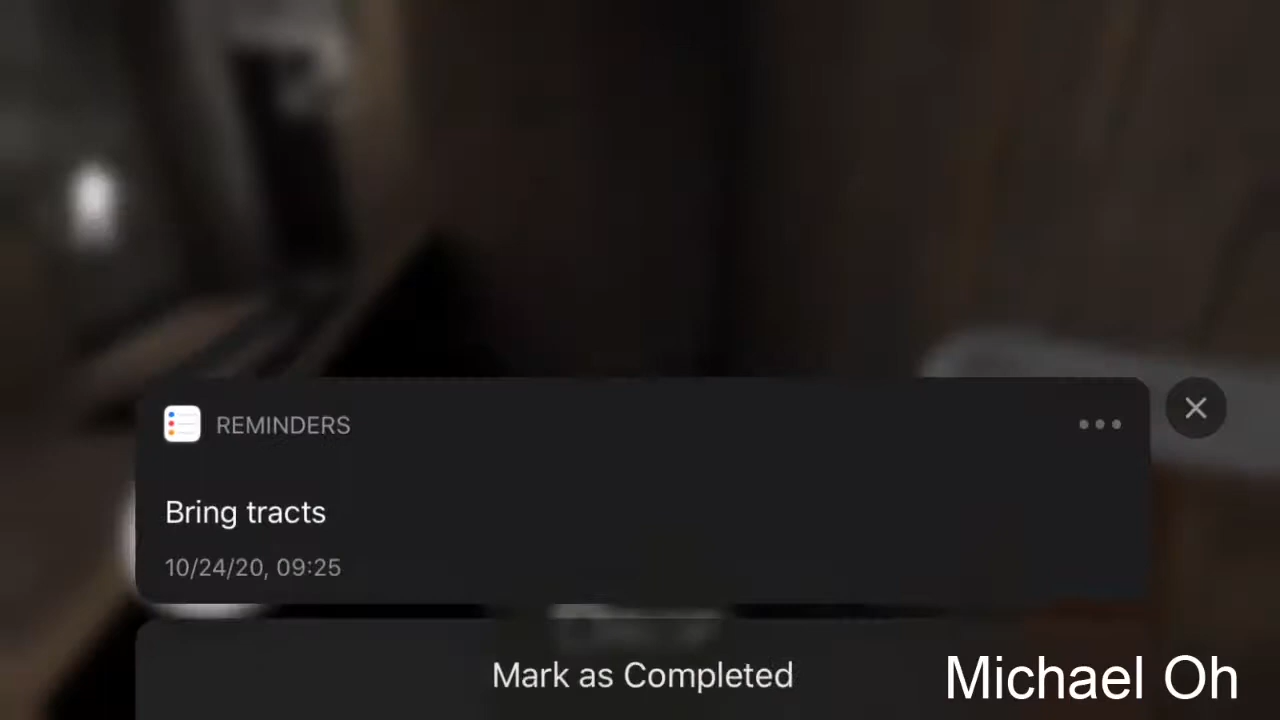 REMINDERS
Bring tracts
10/24/20, 09:25
Mark as Completed
Michael Oh